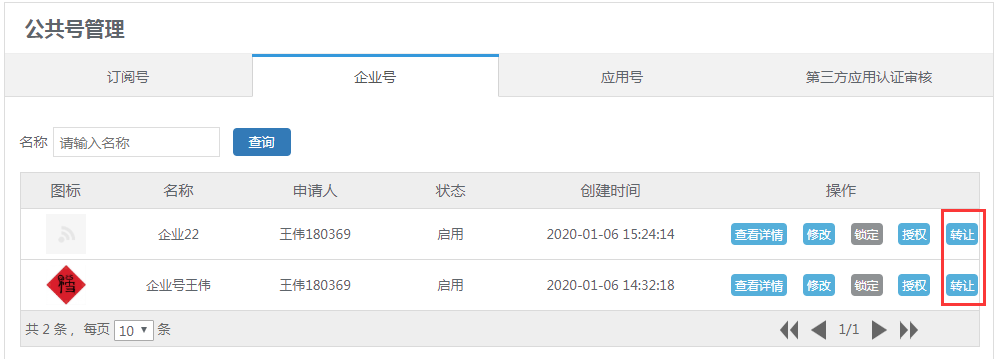 公共号管理
订阅号 企业号 应用号 第三方应用认证审核
名称 请输入名称 查询
图标 名称 申请人 状态 创建时间 操作
企业22 王伟180369 启用 2020-01-06 15:24:14 查看详情 修改 锁定 授权 转让
企业号王伟 王伟180369 启用 2020-01-06 14:32:18 查看详情 修改 锁定 授权 转让
共 2 条，每页 10 条 1/1